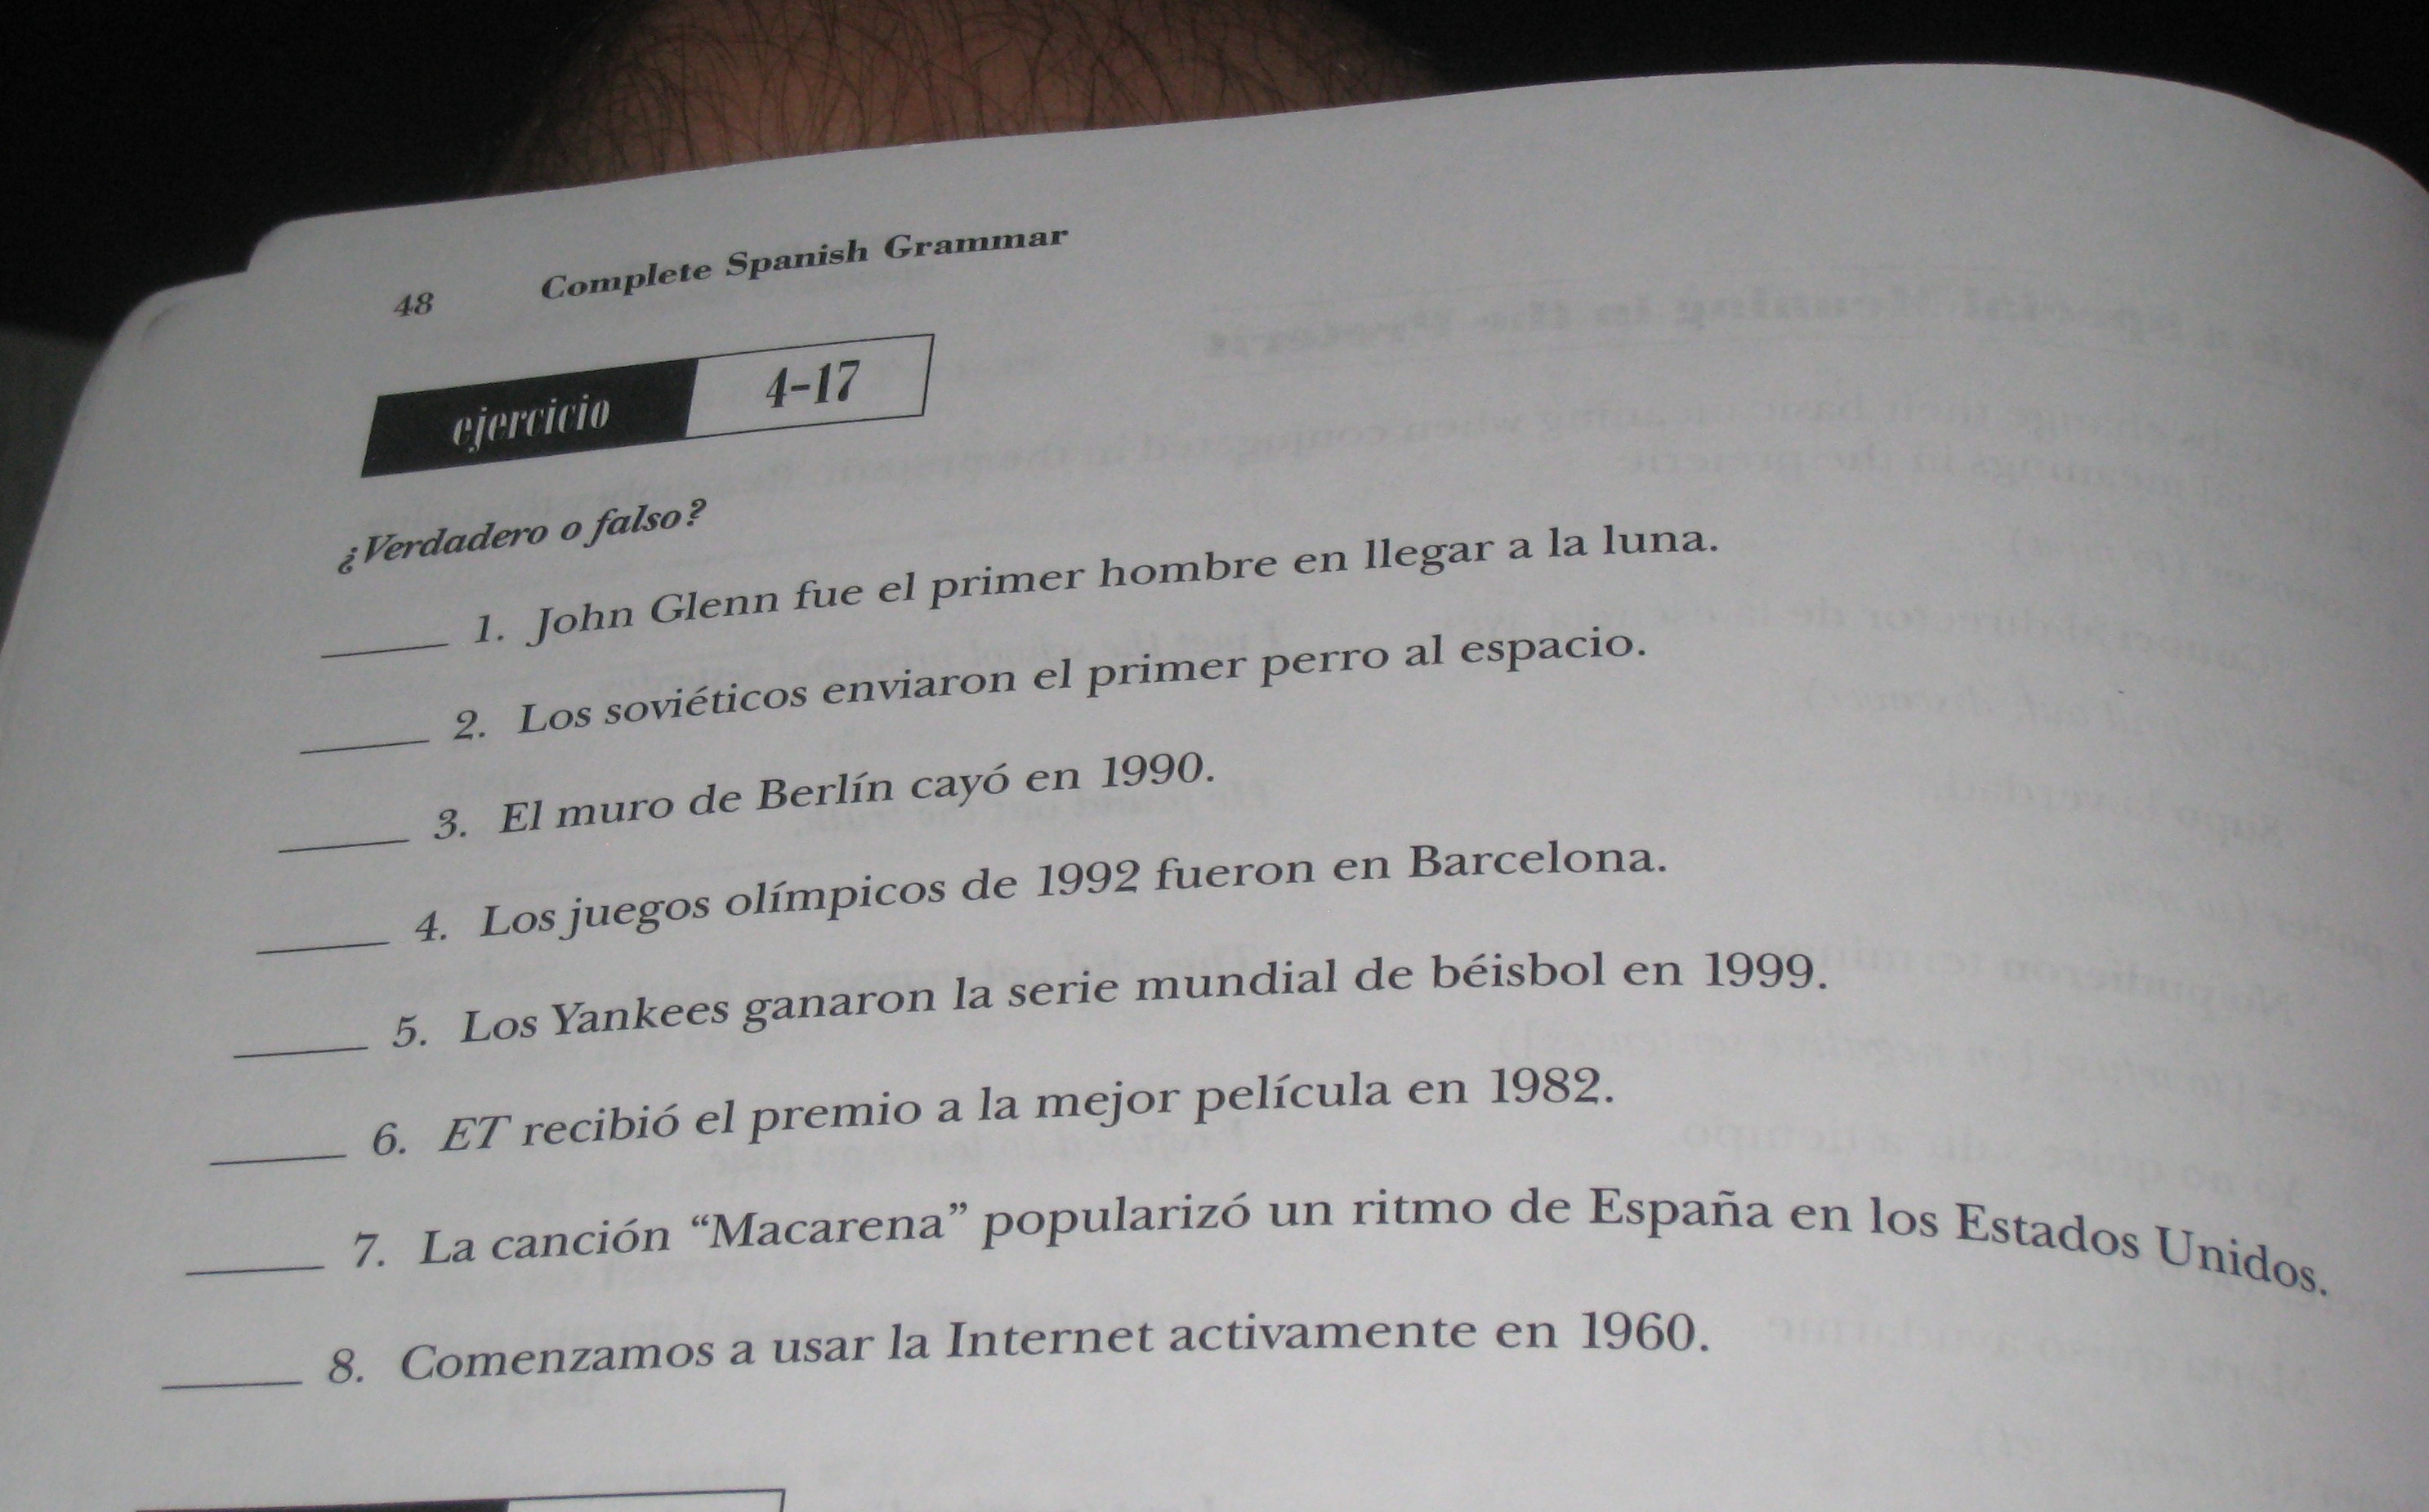 48 Complete Spanish Grammar
ejercicio 4-17
¿Verdadero o falso?
_____ 1. John Glenn fue el primer hombre en llegar a la luna.
_____ 2. Los soviéticos enviaron el primer perro al espacio.
_____ 3. El muro de Berlín cayó en 1990.
_____ 4. Los juegos olímpicos de 1992 fueron en Barcelona.
_____ 5. Los Yankees ganaron la serie mundial de béisbol en 1999.
_____ 6. ET recibió el premio a la mejor película en 1982.
_____ 7. La canción “Macarena” popularizó un ritmo de España en los Estados Unidos.
_____ 8. Comenzamos a usar la Internet activamente en 1960.